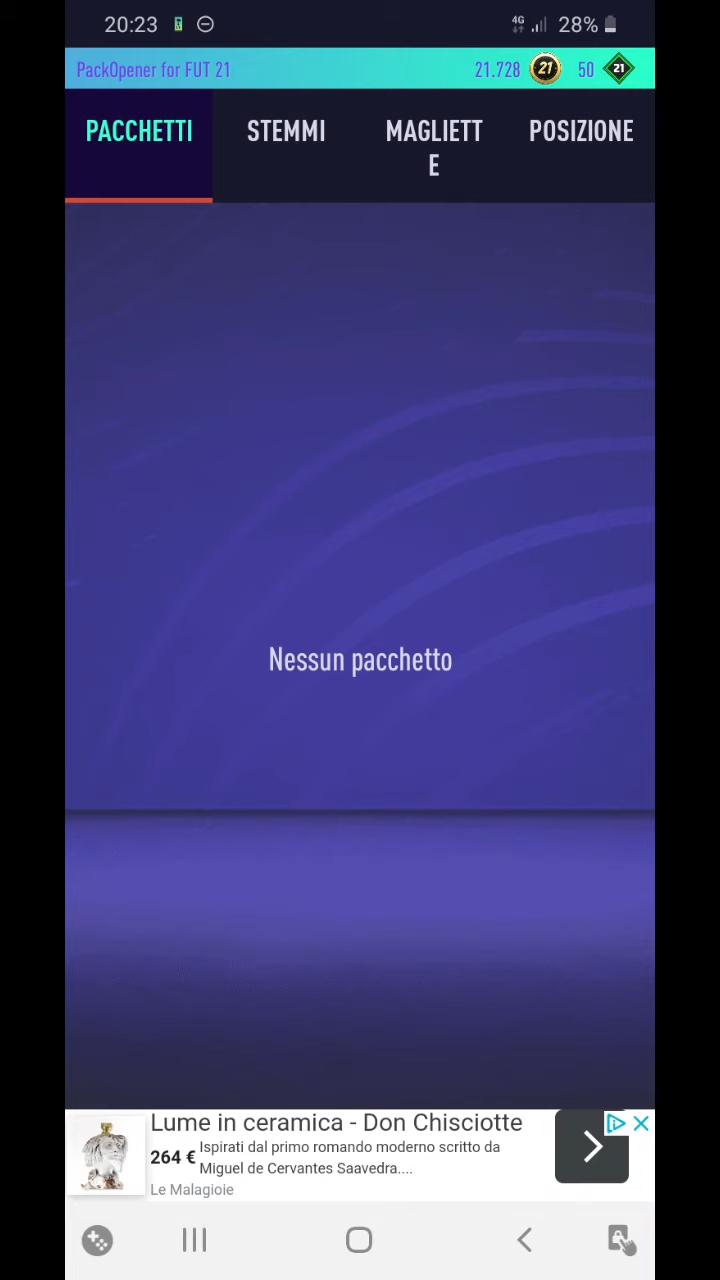 20:23
4G
28%
PackOpener for FUT 21
21.728
21
50
21
PACCHETTI
STEMMI
MAGLIETT
E
POSIZIONE
Nessun pacchetto
Lume in ceramica - Don Chisciotte
264 €
Ispirati dal primo romando moderno scritto da
Miguel de Cervantes Saavedra....
Le Malagioie